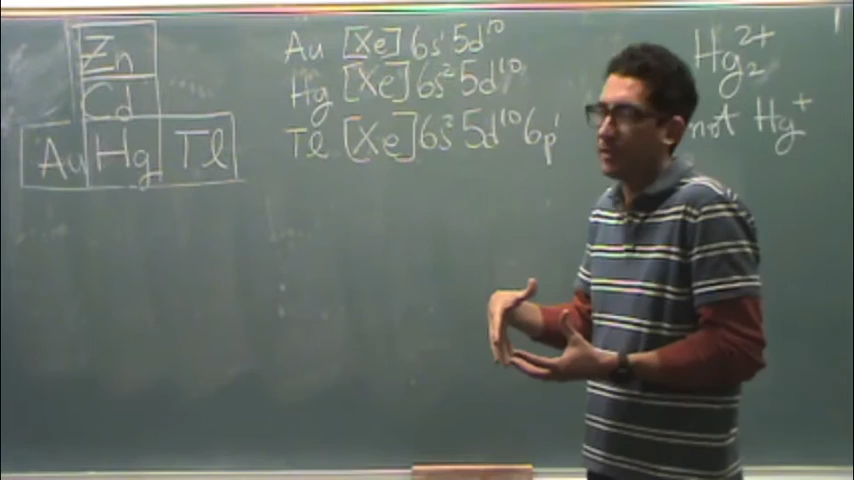 Zn
Cd
Au Hg Tl
Au [Xe] 6s¹ 5d¹⁰
Hg [Xe] 6s² 5d¹⁰
Tl [Xe] 6s² 5d¹⁰ 6p¹
Hg₂²⁺
not Hg⁺